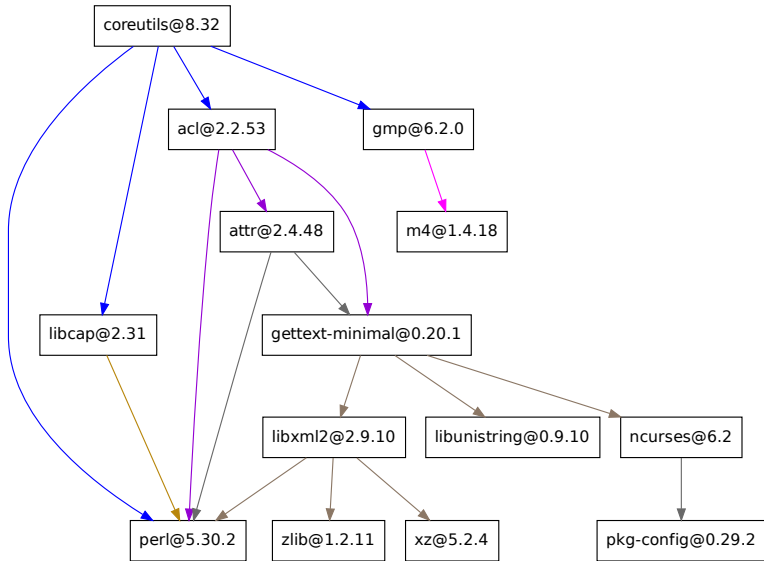 coreutils@8.32
acl@2.2.53
gmp@6.2.0
attr@2.4.48
m4@1.4.18
libcap@2.31
gettext-minimal@0.20.1
libxml2@2.9.10
libunistring@0.9.10
ncurses@6.2
perl@5.30.2
zlib@1.2.11
xz@5.2.4
pkg-config@0.29.2